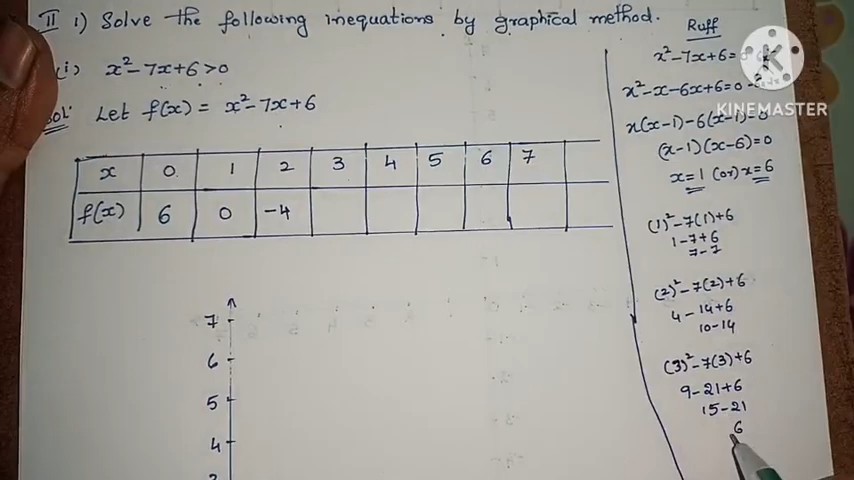 II 1) Solve the following inequations by graphical method.
(i) x²-7x+6>0
Sol: Let f(x) = x²-7x+6
x 0 1 2 3 4 5 6 7
f(x) 6 0 -4
7
6
5
4
3
Ruff
x²-7x+6=0
x²-x-6x+6=0
x(x-1)-6(x-1)=0
(x-1)(x-6)=0
x=1 (or) x=6
(1)²-7(1)+6
1-7+6
7-7
(2)²-7(2)+6
4-14+6
10-14
(3)²-7(3)+6
9-21+6
15-21
6
KINEMASTER